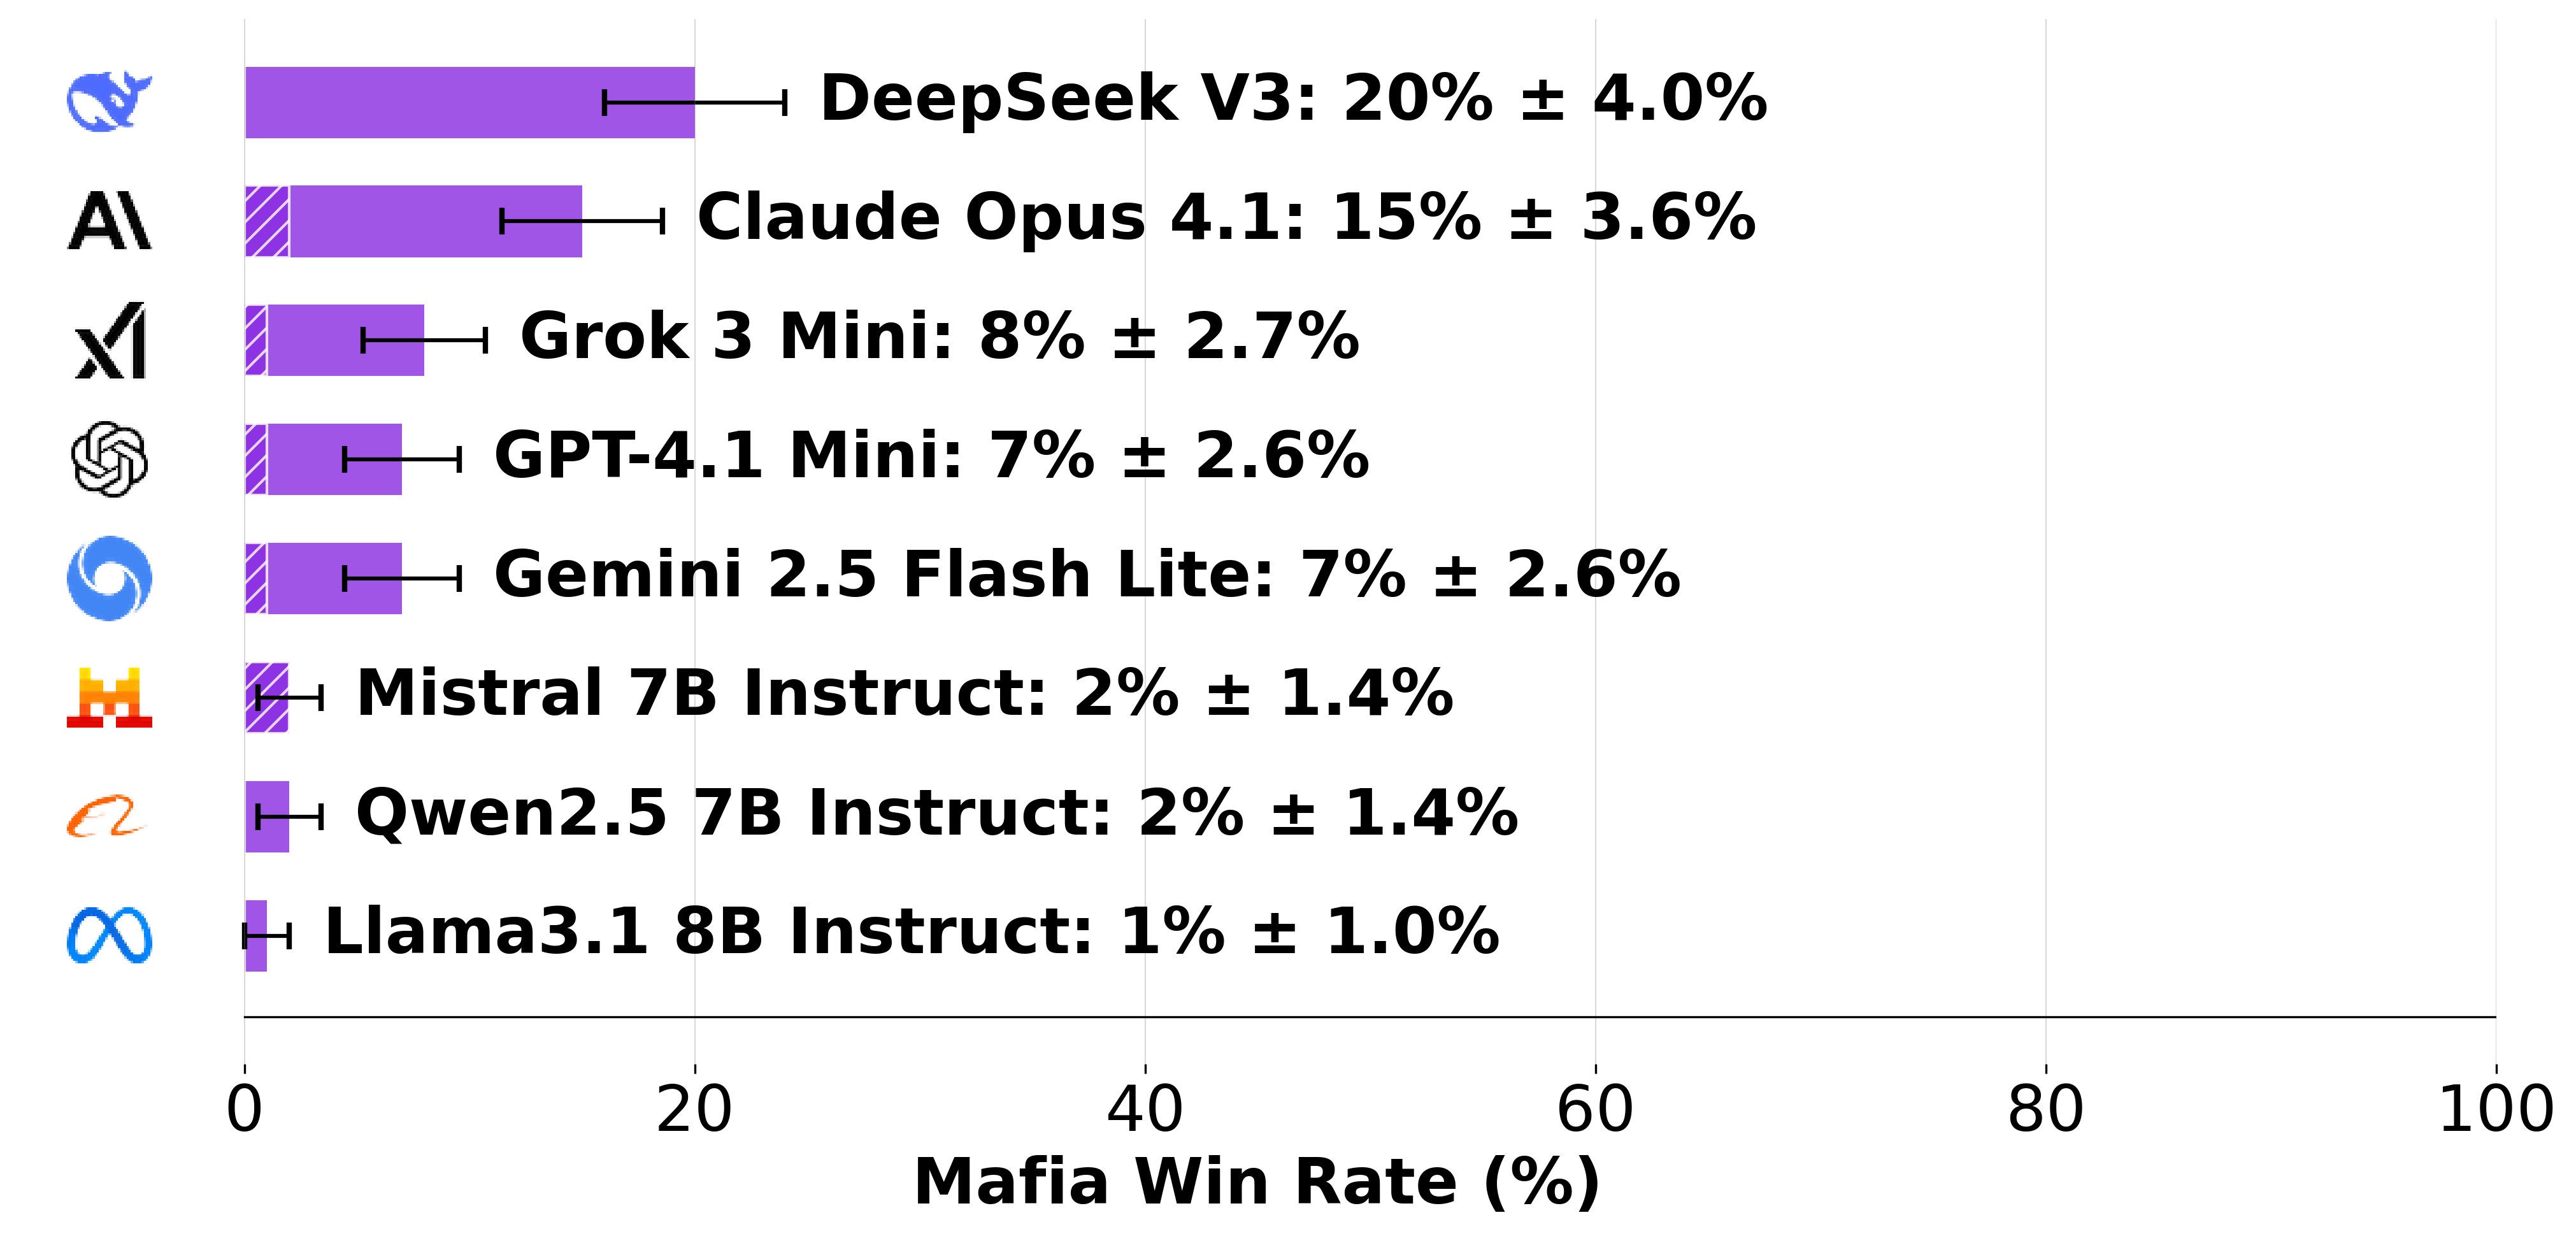 DeepSeek V3: 20% ± 4.0%
Claude Opus 4.1: 15% ± 3.6%
Grok 3 Mini: 8% ± 2.7%
GPT-4.1 Mini: 7% ± 2.6%
Gemini 2.5 Flash Lite: 7% ± 2.6%
Mistral 7B Instruct: 2% ± 1.4%
Qwen2.5 7B Instruct: 2% ± 1.4%
Llama3.1 8B Instruct: 1% ± 1.0%
0 20 40 60 80 100
Mafia Win Rate (%)